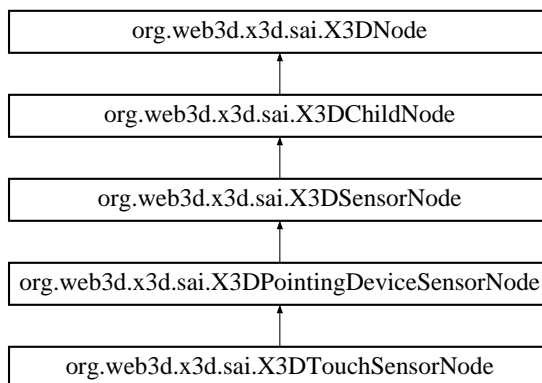 org.web3d.x3d.sai.X3DNode
org.web3d.x3d.sai.X3DChildNode
org.web3d.x3d.sai.X3DSensorNode
org.web3d.x3d.sai.X3DPointingDeviceSensorNode
org.web3d.x3d.sai.X3DTouchSensorNode